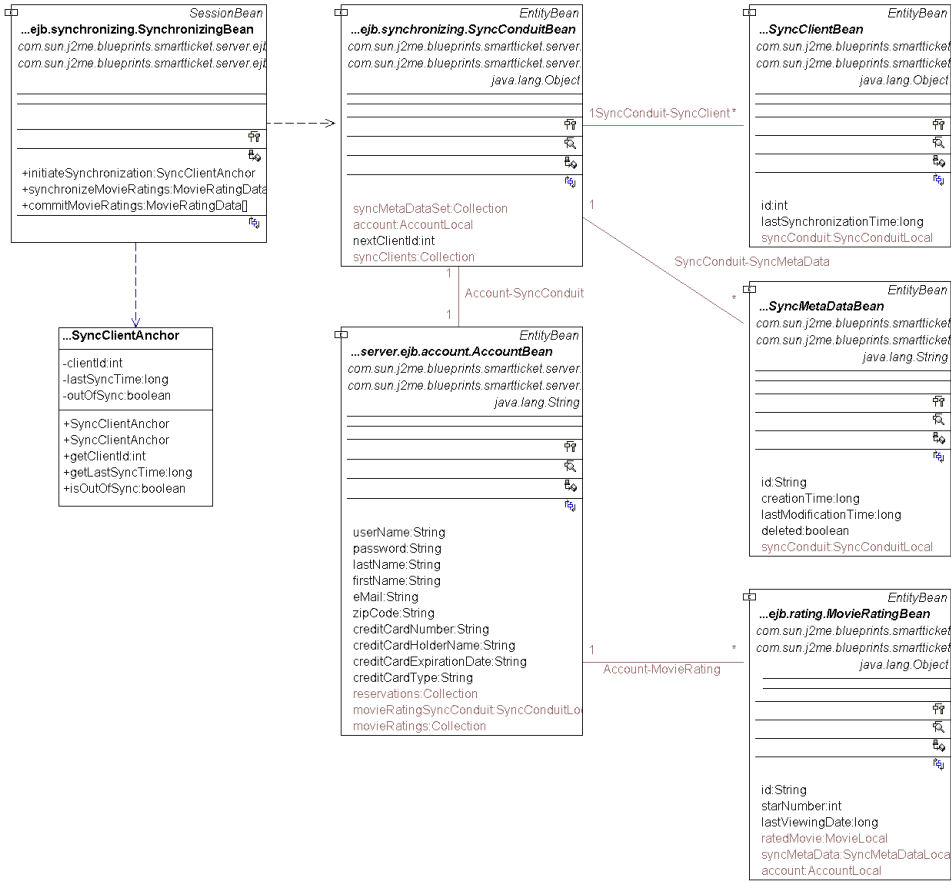 SessionBean
...ejb.synchronizing.SynchronizingBean
com.sun.j2me.blueprints.smartticket.server.ejb
com.sun.j2me.blueprints.smartticket.server.ejb
+initiateSynchronization:SyncClientAnchor
+synchronizeMovieRatings:MovieRatingData
+commitMovieRatings:MovieRatingData[]
EntityBean
...ejb.synchronizing.SyncConduitBean
com.sun.j2me.blueprints.smartticket.server.
com.sun.j2me.blueprints.smartticket.server.
java.lang.Object
syncMetaDataSet:Collection
account:AccountLocal
nextClientId:int
syncClients:Collection
1SyncConduit-SyncClient*
EntityBean
...SyncClientBean
com.sun.j2me.blueprints.smartticket
com.sun.j2me.blueprints.smartticket
java.lang.Object
id:int
lastSynchronizationTime:long
syncConduit:SyncConduitLocal
1
SyncConduit-SyncMetaData
*
1
Account-SyncConduit
1
EntityBean
...SyncMetaDataBean
com.sun.j2me.blueprints.smartticket
com.sun.j2me.blueprints.smartticket
java.lang.String
id:String
creationTime:long
lastModificationTime:long
deleted:boolean
syncConduit:SyncConduitLocal
...SyncClientAnchor
-clientId:int
-lastSyncTime:long
-outOfSync:boolean
+SyncClientAnchor
+SyncClientAnchor
+getClientId:int
+getLastSyncTime:long
+isOutOfSync:boolean
EntityBean
...server.ejb.account.AccountBean
com.sun.j2me.blueprints.smartticket.server.
com.sun.j2me.blueprints.smartticket.server.
java.lang.String
userName:String
password:String
lastName:String
firstName:String
eMail:String
zipCode:String
creditCardNumber:String
creditCardHolderName:String
creditCardExpirationDate:String
creditCardType:String
reservations:Collection
movieRatingSyncConduit:SyncConduitLo
movieRatings:Collection
1
*
Account-MovieRating
EntityBean
...ejb.rating.MovieRatingBean
com.sun.j2me.blueprints.smartticket
com.sun.j2me.blueprints.smartticket
java.lang.Object
id:String
starNumber:int
lastViewingDate:long
ratedMovie:MovieLocal
syncMetaData:SyncMetaDataLoca
account:AccountLocal